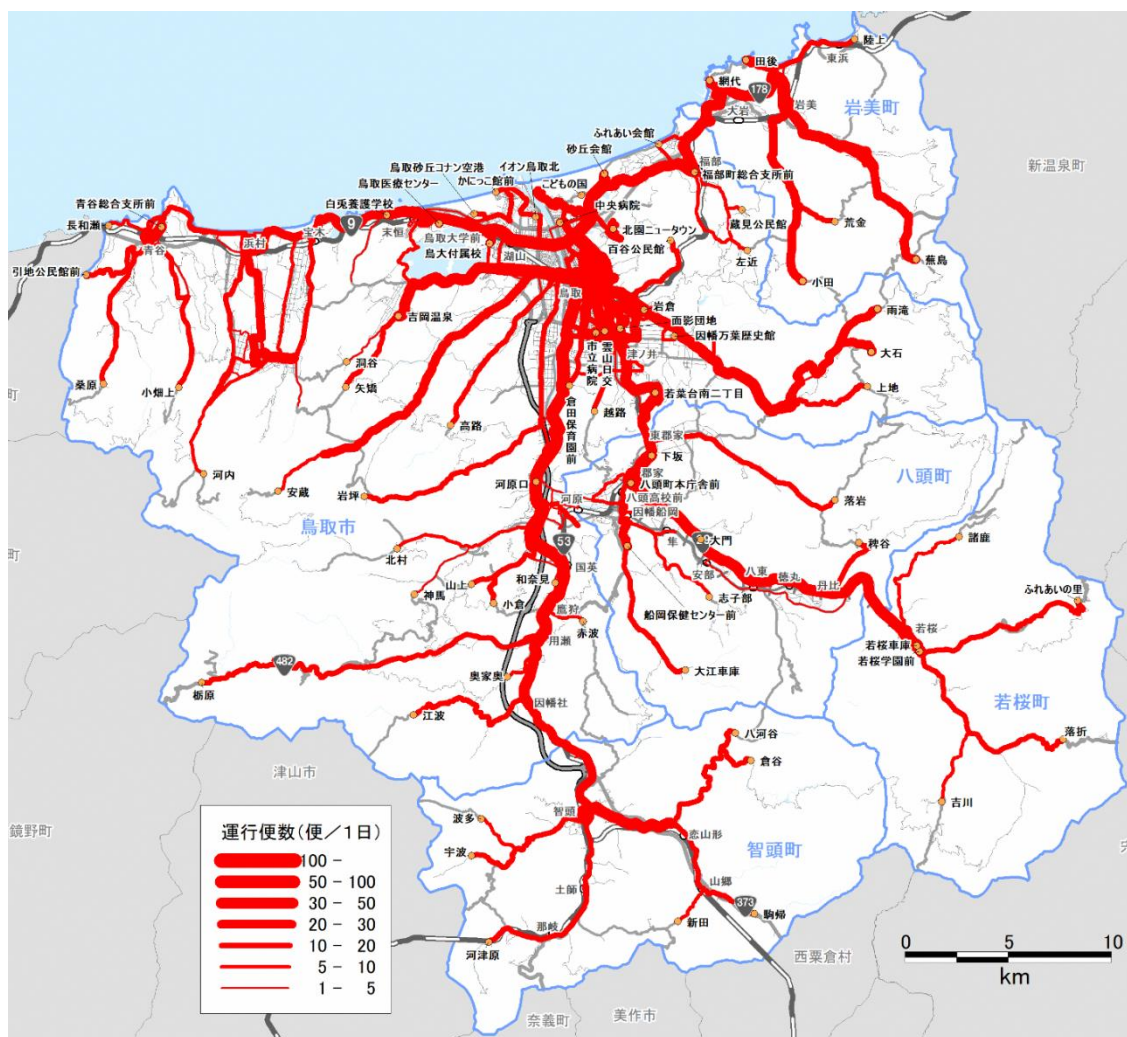 陸上
田後
東浜
網代
178
岩美
大岩
岩美町
ふれあい会館
砂丘会館
新温泉町
鳥取砂丘コナン空港
イオン鳥取北
福部
かにっこ館前
こどもの国
福部町総合支所前
鳥取医療センター
青谷総合支所前
白兎養護学校
中央病院
蔵見公民館
荒金
長和瀬
9
末恒
鳥取大学前
北園ニュータウン
宝木
浜村
湖山
百谷公民館
青谷
鳥大付属校
左近
蕪島
引地公民館前
小田
鳥取
岩倉
雨滝
吉岡温泉
面影団地
因幡万葉歴史館
津ノ井
大石
市立病院
雲山日交
洞谷
桑原
小畑上
矢矯
若葉台南二丁目
上地
町
倉田保育園前
越路
高路
東郡家
下坂
八頭町
河内
郡家
安蔵
岩坪
河原口
八頭町本庁舎前
八頭高校前
落岩
河原
因幡船岡
鳥取市
53
29
大門
稗谷
諸鹿
隼
北村
国英
安部
八東
徳丸
丹比
町
山上
和奈見
神馬
小倉
志子部
ふれあいの里
鷹狩
赤波
船岡保健センター前
若桜
用瀬
若桜車庫
若桜学園前
482
奥家奥
大江車庫
栃原
因幡社
若桜町
江波
八河谷
落折
倉谷
津山市
吉川
運行便数(便／1日)
100 -
50 - 100
30 - 50
20 - 30
10 - 20
5 - 10
1 - 5
智頭
波多
鏡野町
恋山形
宇波
智頭町
土師
山郷
373
那岐
新田
駒帰
河津原
0 5 10
km
西粟倉村
奈義町
美作市